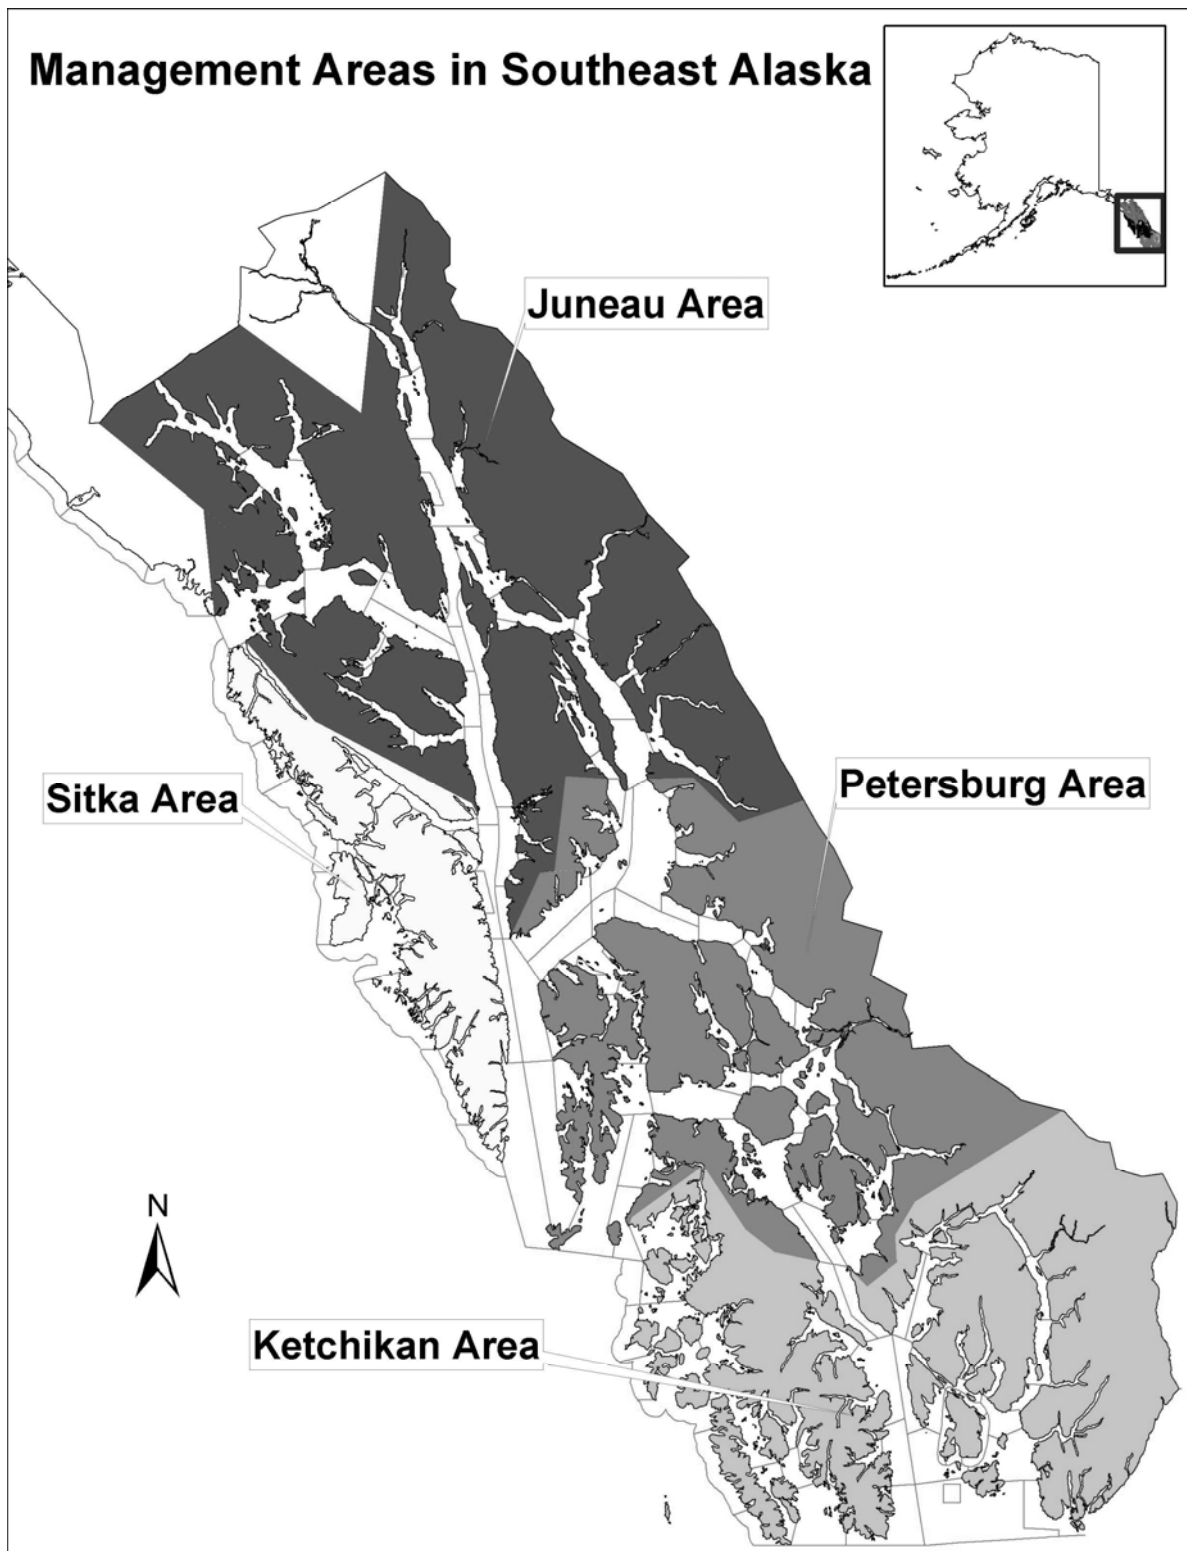 Management Areas in Southeast Alaska
Juneau Area
Sitka Area
Petersburg Area
N
Ketchikan Area